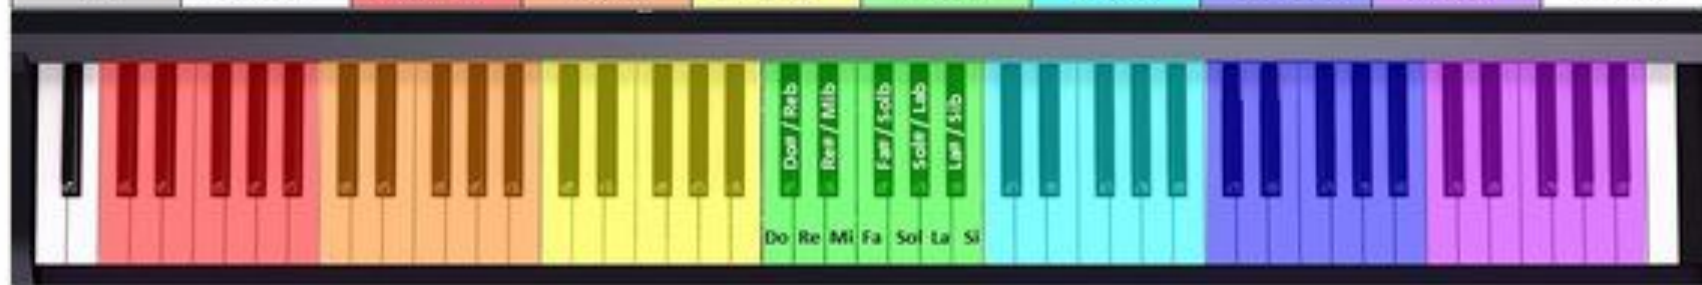 Do# / Reb
Re# / Mib
Fa# / Solb
Sol# / Lab
La# / Sib
Do Re Mi Fa Sol La Si